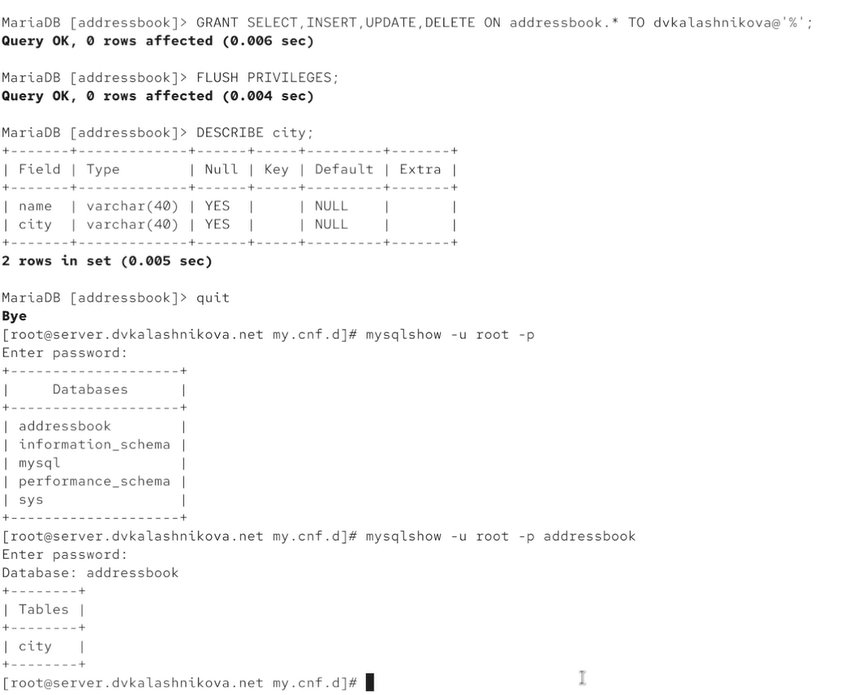 MariaDB [addressbook]> GRANT SELECT,INSERT,UPDATE,DELETE ON addressbook.* TO dvkalashnikova@'%';
Query OK, 0 rows affected (0.006 sec)

MariaDB [addressbook]> FLUSH PRIVILEGES;
Query OK, 0 rows affected (0.004 sec)

MariaDB [addressbook]> DESCRIBE city;
+-------+-------------+------+-----+---------+-------+
| Field | Type        | Null | Key | Default | Extra |
+-------+-------------+------+-----+---------+-------+
| name  | varchar(40) | YES  |     | NULL    |       |
| city  | varchar(40) | YES  |     | NULL    |       |
+-------+-------------+------+-----+---------+-------+
2 rows in set (0.005 sec)

MariaDB [addressbook]> quit
Bye
[root@server.dvkalashnikova.net my.cnf.d]# mysqlshow -u root -p
Enter password:
+--------------------+
|     Databases      |
+--------------------+
| addressbook        |
| information_schema |
| mysql              |
| performance_schema |
| sys                |
+--------------------+
[root@server.dvkalashnikova.net my.cnf.d]# mysqlshow -u root -p addressbook
Enter password:
Database: addressbook
+--------+
| Tables |
+--------+
| city   |
+--------+
[root@server.dvkalashnikova.net my.cnf.d]#